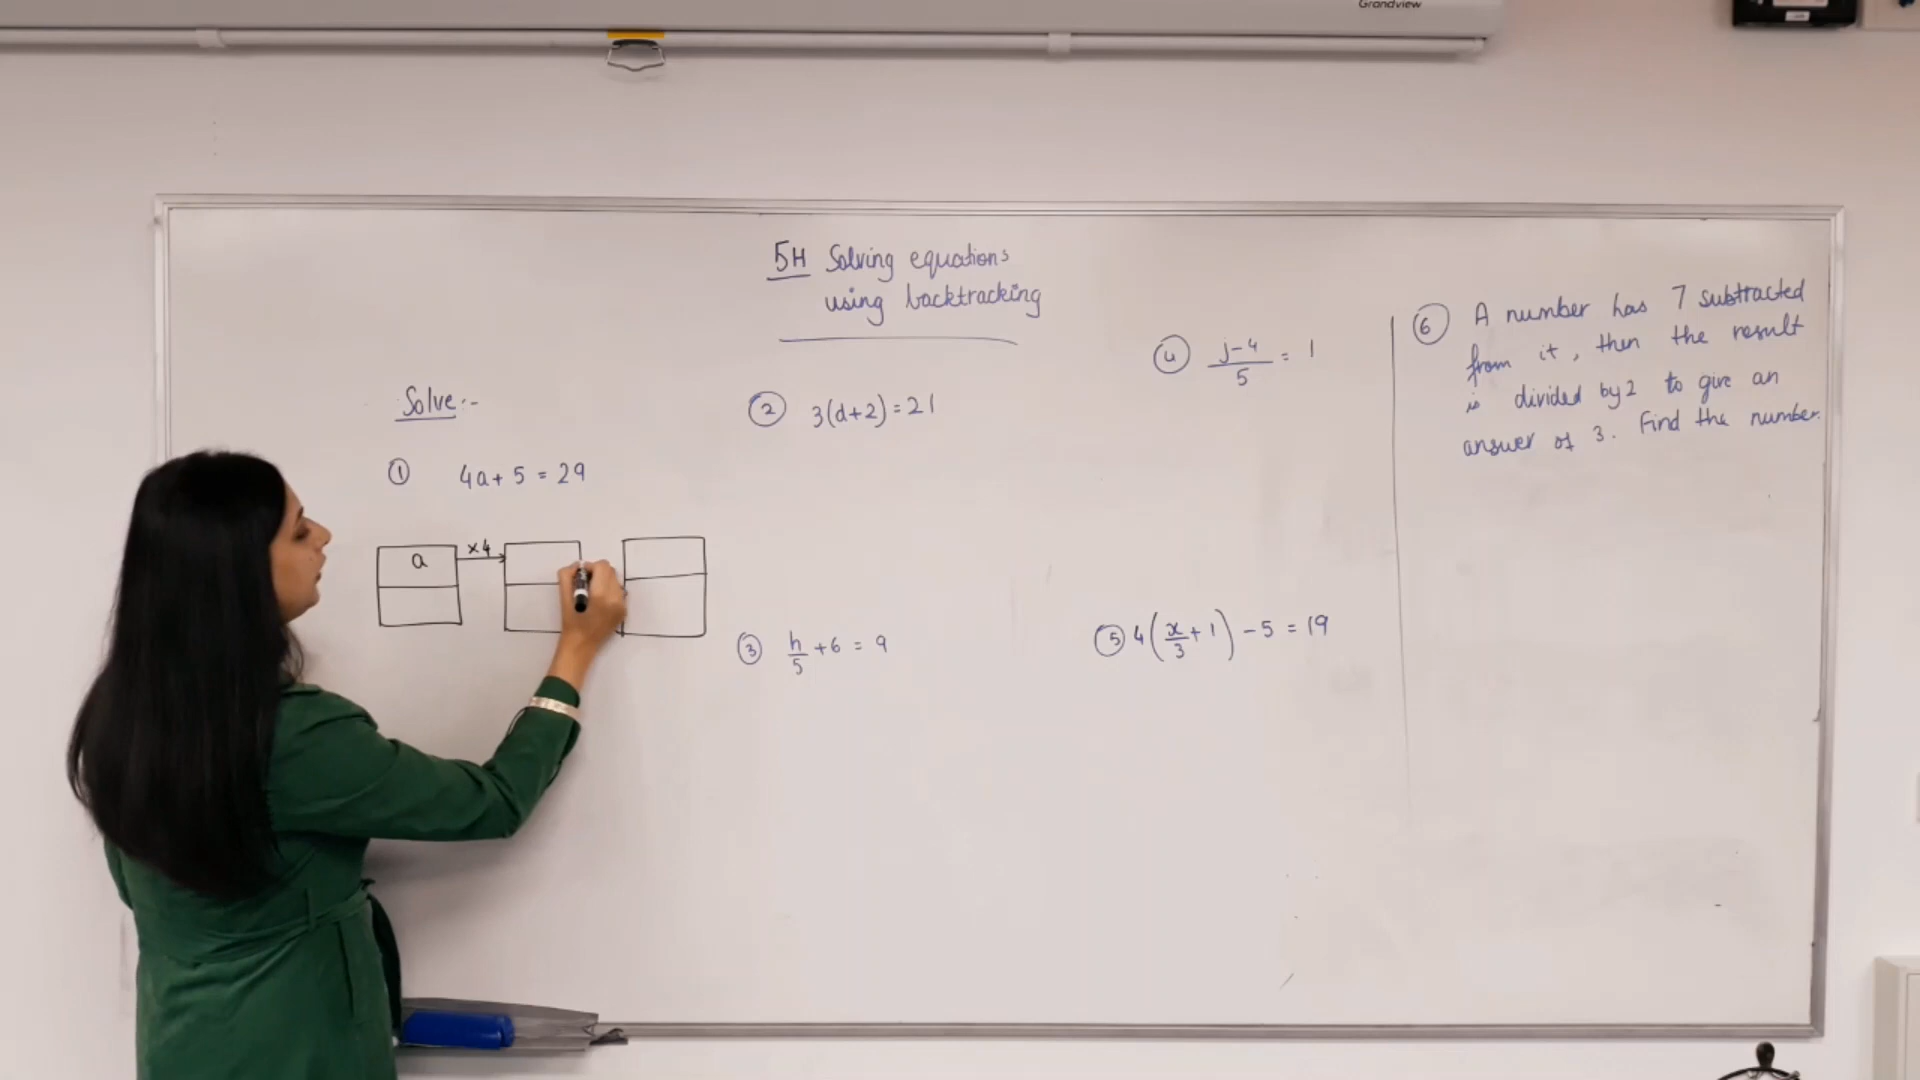 Grandview
5H Solving equations
using backtracking
Solve:-
① 4a + 5 = 29
a ×4
② 3(d+2) = 21
③ h/5 + 6 = 9
④ (j-4)/5 = 1
⑤ 4(x/3 + 1) - 5 = 19
⑥ A number has 7 subtracted
from it, then the result
is divided by 2 to give an
answer of 3. Find the number.